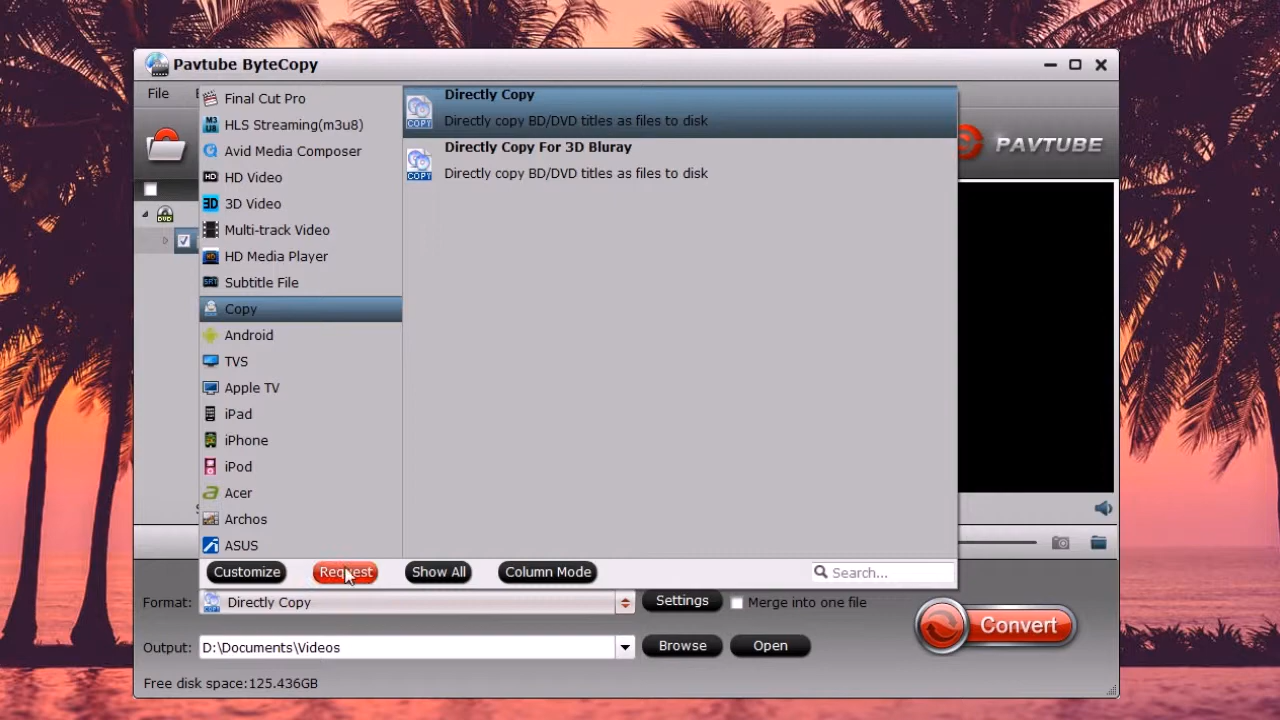 Pavtube ByteCopy
File
PAVTUBE
Final Cut Pro
HLS Streaming(m3u8)
Avid Media Composer
HD Video
3D Video
Multi-track Video
HD Media Player
Subtitle File
Copy
Android
TVS
Apple TV
iPad
iPhone
iPod
Acer
Archos
ASUS
Directly Copy
Directly copy BD/DVD titles as files to disk
Directly Copy For 3D Bluray
Directly copy BD/DVD titles as files to disk
Customize Request Show All Column Mode Search...
Format: Directly Copy Settings Merge into one file
Convert
Output: D:\Documents\Videos Browse Open
Free disk space:125.436GB